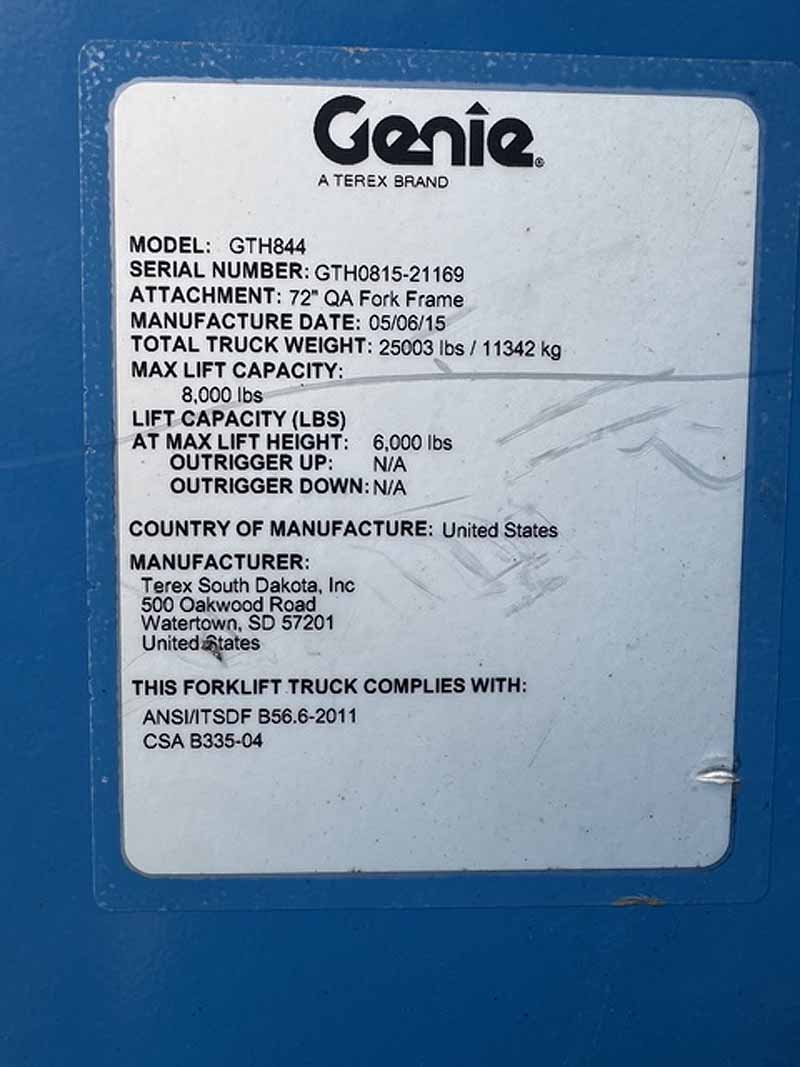 Genie®
A TEREX BRAND
MODEL: GTH844
SERIAL NUMBER: GTH0815-21169
ATTACHMENT: 72" QA Fork Frame
MANUFACTURE DATE: 05/06/15
TOTAL TRUCK WEIGHT: 25003 lbs / 11342 kg
MAX LIFT CAPACITY:
8,000 lbs
LIFT CAPACITY (LBS)
AT MAX LIFT HEIGHT: 6,000 lbs
OUTRIGGER UP: N/A
OUTRIGGER DOWN: N/A
COUNTRY OF MANUFACTURE: United States
MANUFACTURER:
Terex South Dakota, Inc
500 Oakwood Road
Watertown, SD 57201
United States
THIS FORKLIFT TRUCK COMPLIES WITH:
ANSI/ITSDF B56.6-2011
CSA B335-04